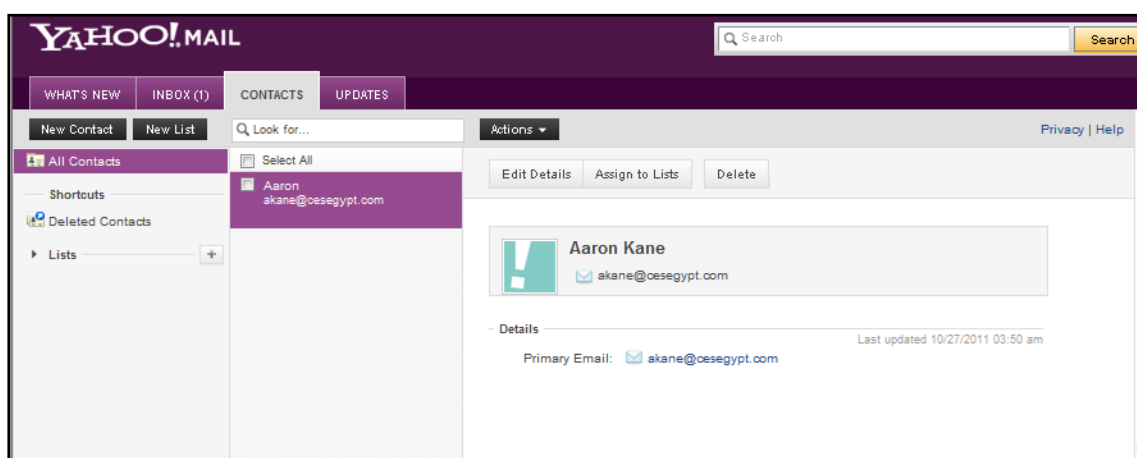 YAHOO! MAIL
Search
Search
WHAT'S NEW
INBOX (1)
CONTACTS
UPDATES
New Contact
New List
Look for...
Actions
Privacy | Help
All Contacts
Shortcuts
Deleted Contacts
Lists
+
Select All
Aaron
akane@cesegypt.com
Edit Details
Assign to Lists
Delete
Aaron Kane
akane@cesegypt.com
Details
Last updated 10/27/2011 03:50 am
Primary Email: akane@cesegypt.com